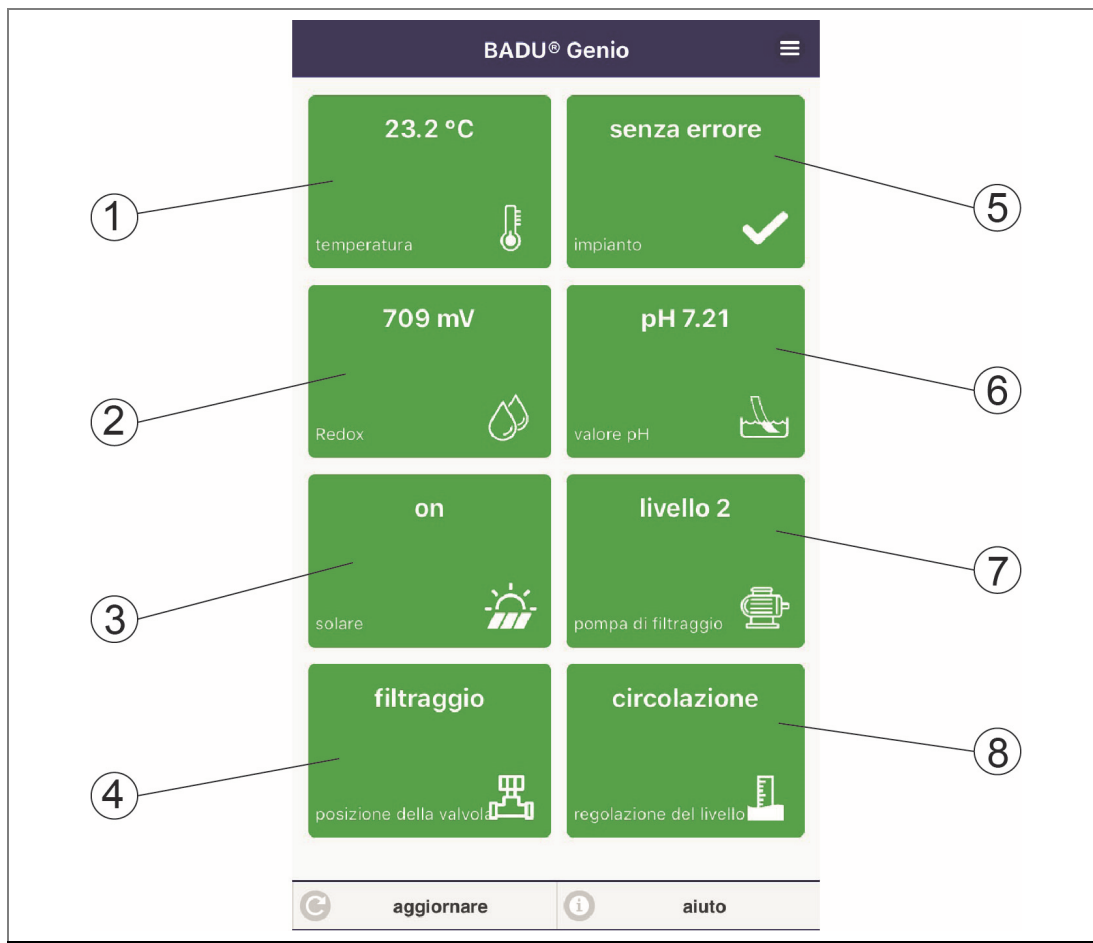 BADU® Genio
23.2 °C
temperatura
senza errore
impianto
1
5
709 mV
Redox
pH 7.21
valore pH
2
6
on
solare
livello 2
pompa di filtraggio
3
7
filtraggio
posizione della valvola
circolazione
regolazione del livello
4
8
aggiornare
aiuto